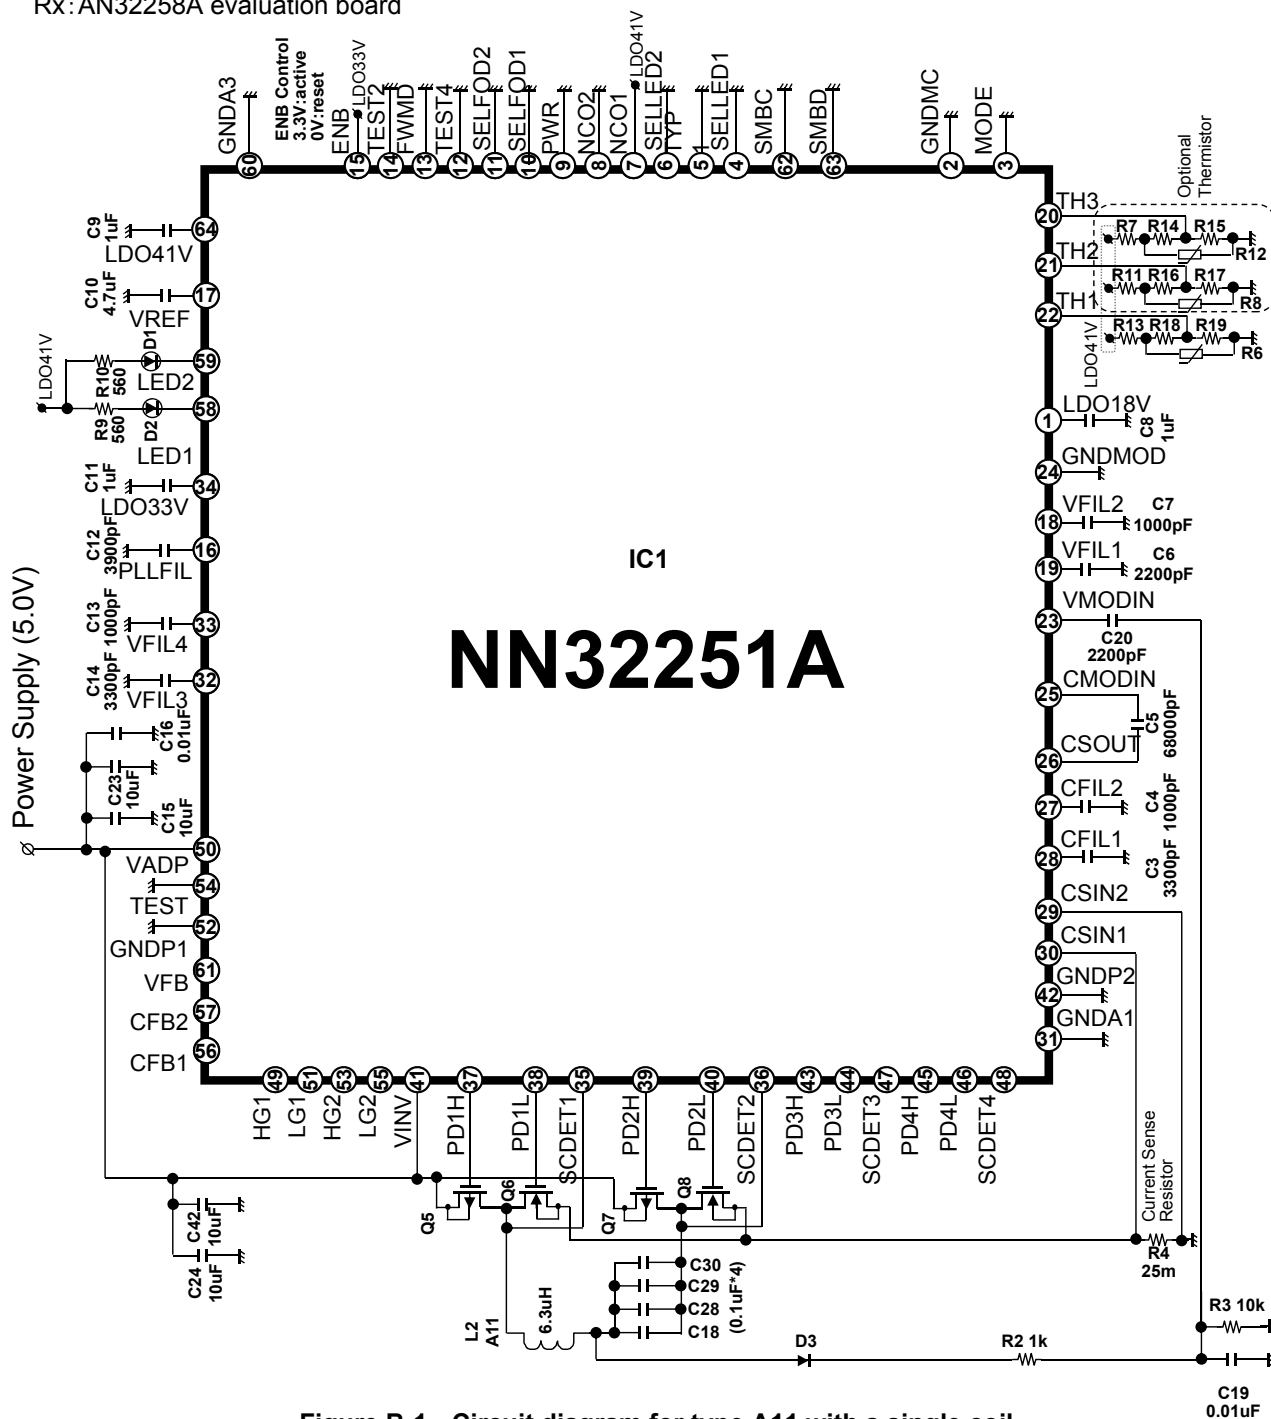 Rx:AN32258A evaluation board
ENB Control
3.3V:active
0V:reset
GNDA3
ENB
LDO33V
TEST2
FWMD
TEST4
SELFOD2
SELFOD1
PWR
NCO2
NCO1
LDO41V
SELLED2
TYP
SELLED1
SMBC
SMBD
GNDMC
MODE
60
15
14
13
12
11
10
9
8
7
6
5
4
62
63
2
3
Optional
Thermistor
20 TH3
R7 R14 R15
R12
21 TH2
R11 R16 R17
R8
22 TH1
R13 R18 R19
R6
LDO41V
C9
1uF
64
LDO41V
C10
4.7uF
17
VREF
LDO41V
R10
560
D1
59
LED2
R9
560
D2
58
LED1
C11
1uF
34
LDO33V
C12
3900pF
16
PLLFIL
C13
1000pF
33
VFIL4
C14
3300pF
32
VFIL3
Power Supply (5.0V)
C16
0.01uF
C23
10uF
C15
10uF
50
VADP
54
TEST
52
GNDP1
61
VFB
57
CFB2
56
CFB1
IC1
NN32251A
1 LDO18V
C8
1uF
24 GNDMOD
18 VFIL2
C7
1000pF
19 VFIL1
C6
2200pF
23 VMODIN
C20
2200pF
25 CMODIN
C5
68000pF
26 CSOUT
27 CFIL2
C4
1000pF
28 CFIL1
C3
3300pF
29 CSIN2
30 CSIN1
42 GNDP2
31 GNDA1
49
51
53
55
41
37
38
35
39
40
36
43
44
47
45
46
48
HG1
LG1
HG2
LG2
VINV
PD1H
PD1L
SCDET1
PD2H
PD2L
SCDET2
PD3H
PD3L
SCDET3
PD4H
PD4L
SCDET4
Current Sense
Resistor
Q5
Q6
Q7
Q8
C42
10uF
C24
10uF
R4
25m
C30
C29
C28
C18
(0.1uF*4)
L2
A11
6.3uH
D3
R2 1k
R3 10k
C19
0.01uF
Figure B-1 Circuit diagram for type A11 with a single coil